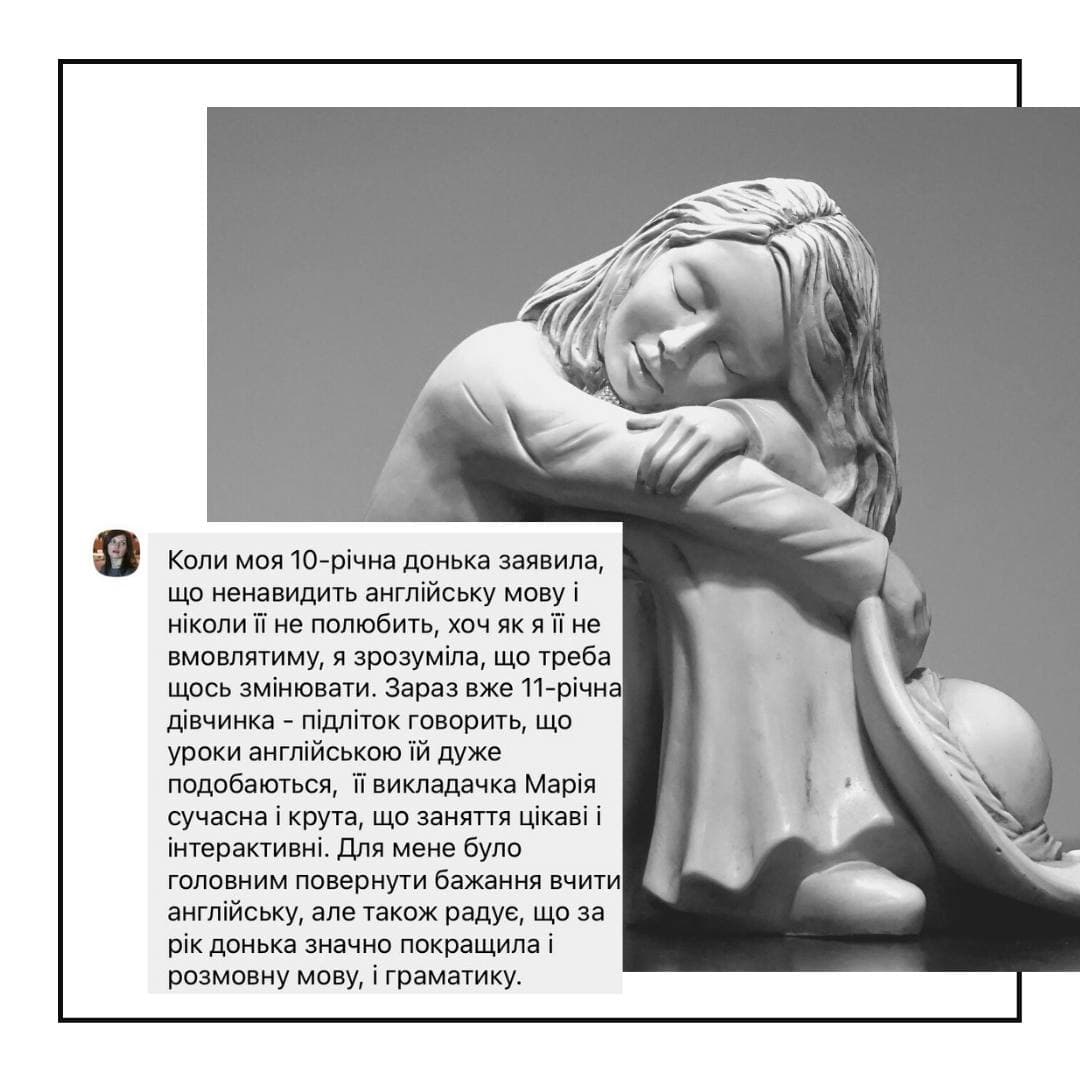 Коли моя 10-річна донька заявила,
що ненавидить англійську мову і
ніколи її не полюбить, хоч як я її не
вмовлятиму, я зрозуміла, що треба
щось змінювати. Зараз вже 11-річна
дівчинка - підліток говорить, що
уроки англійською їй дуже
подобаються,  її викладачка Марія
сучасна і крута, що заняття цікаві і
інтерактивні. Для мене було
головним повернути бажання вчити
англійську, але також радує, що за
рік донька значно покращила і
розмовну мову, і граматику.